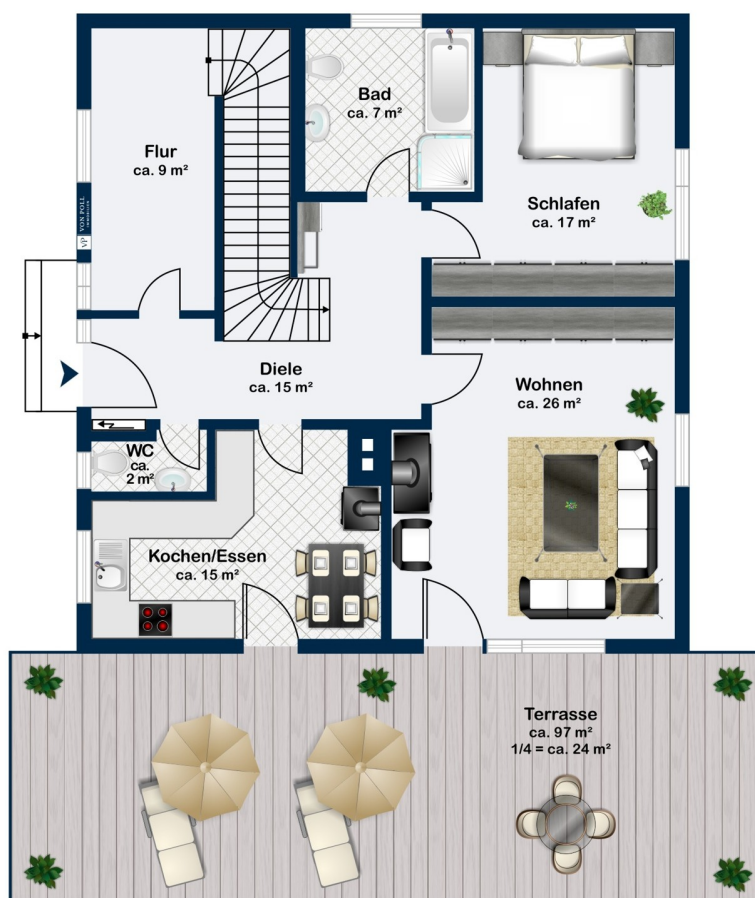 Bad
ca. 7 m²
Flur
ca. 9 m²
Schlafen
ca. 17 m²
VON POLL
IMMOBILIEN
VP
Diele
ca. 15 m²
Wohnen
ca. 26 m²
WC
ca.
2 m²
Kochen/Essen
ca. 15 m²
Terrasse
ca. 97 m²
1/4 = ca. 24 m²